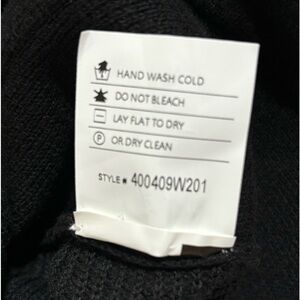 HAND WASH COLD
DO NOT BLEACH
LAY FLAT TO DRY
P OR DRY CLEAN
STYLE # 400409W201